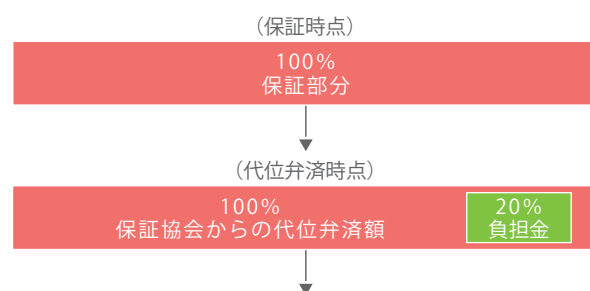 （保証時点）
100%
保証部分
（代位弁済時点）
100%
保証協会からの代位弁済額
20%
負担金